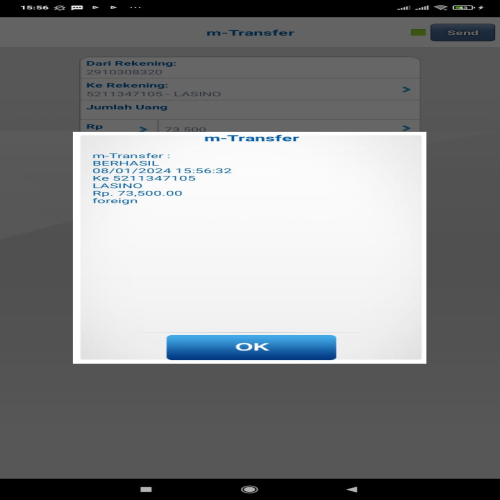 15:56
m-Transfer
Send
Dari Rekening:
2910308320
Ke Rekening:
5211347105 - LASINO
Jumlah Uang
Rp
73,500
m-Transfer
m-Transfer :
BERHASIL
08/01/2024 15:56:32
Ke 5211347105
LASINO
Rp. 73,500.00
foreign
OK